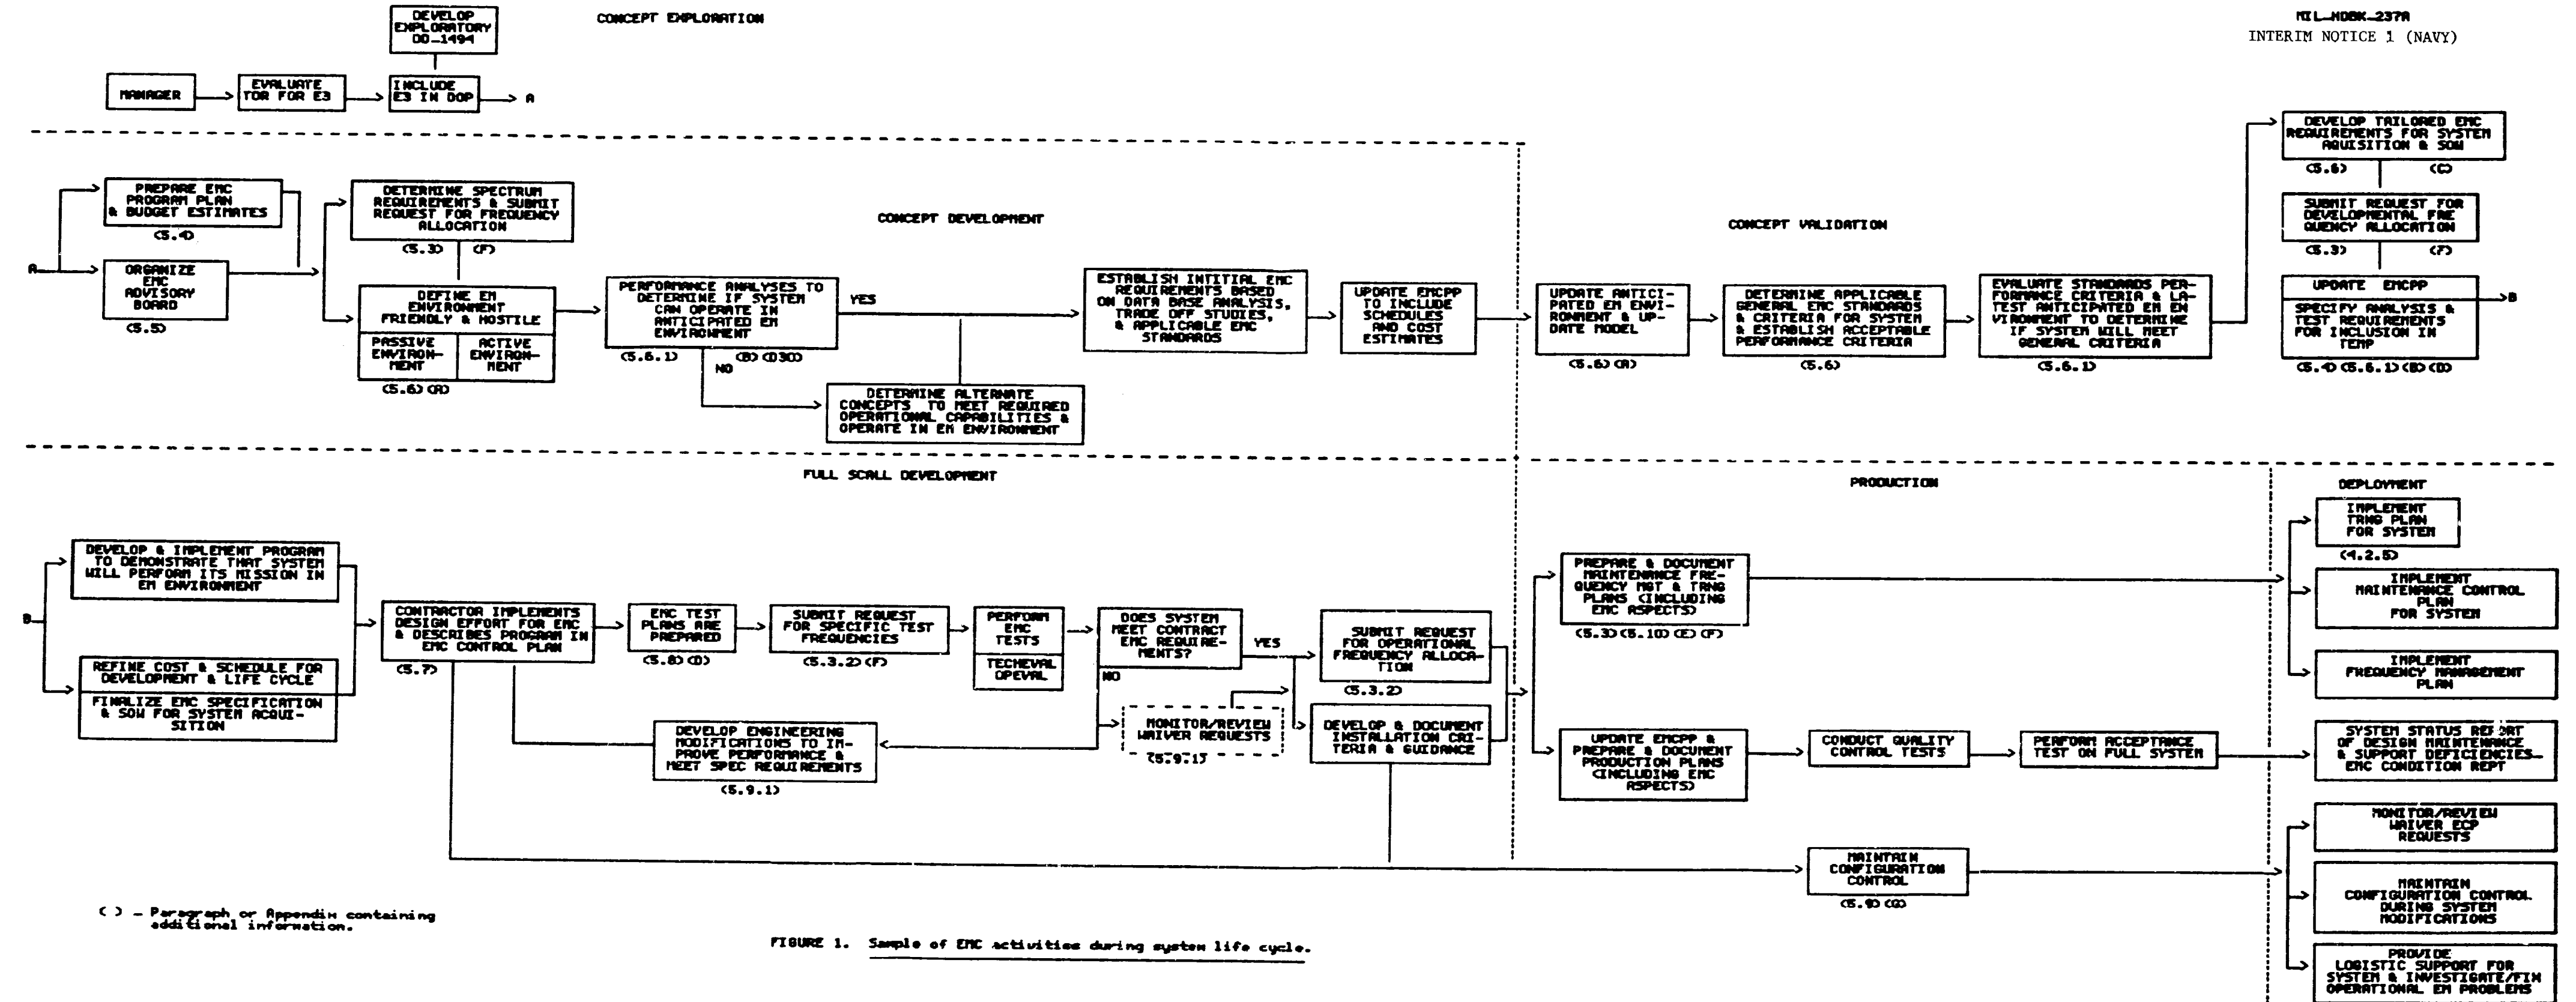 MIL-HDBK-237A
INTERIM NOTICE 1 (NAVY)
CONCEPT EXPLORATION
DEVELOP
EXPLORATORY
DD-1494
MANAGER
EVALUATE
TOR FOR E3
INCLUDE
E3 IN DOP
A
CONCEPT DEVELOPMENT
A
PREPARE EMC
PROGRAM PLAN
& BUDGET ESTIMATES
(5.4)
ORGANIZE
EMC
ADVISORY
BOARD
(5.5)
DETERMINE SPECTRUM
REQUIREMENTS & SUBMIT
REQUEST FOR FREQUENCY
ALLOCATION
(5.3) (F)
DEFINE EM
ENVIRONMENT
FRIENDLY & HOSTILE
PASSIVE
ENVIRON-
MENT
ACTIVE
ENVIRON-
MENT
(5.6) (A)
PERFORMANCE ANALYSES TO
DETERMINE IF SYSTEM
CAN OPERATE IN
ANTICIPATED EM
ENVIRONMENT
(5.6.1) (B) (D30)
YES
NO
DETERMINE ALTERNATE
CONCEPTS TO MEET REQUIRED
OPERATIONAL CAPABILITIES &
OPERATE IN EM ENVIRONMENT
ESTABLISH INTITIAL EMC
REQUIREMENTS BASED
ON DATA BASE ANALYSIS,
TRADE OFF STUDIES,
& APPLICABLE EMC
STANDARDS
UPDATE EMCPP
TO INCLUDE
SCHEDULES
AND COST
ESTIMATES
CONCEPT VALIDATION
UPDATE ANTICI-
PATED EM ENVI-
RONMENT & UP-
DATE MODEL
(5.6) (A)
DETERMINE APPLICABLE
GENERAL EMC STANDARDS
& CRITERIA FOR SYSTEM
& ESTABLISH ACCEPTABLE
PERFORMANCE CRITERIA
(5.6)
EVALUATE STANDARDS PER-
FORMANCE CRITERIA & LA-
TEST ANTICIPATED EM EN
VIRONMENT TO DETERMINE
IF SYSTEM WILL MEET
GENERAL CRITERIA
(5.6.1)
DEVELOP TAILORED EMC
REQUIREMENTS FOR SYSTEM
AQUISITION & SOW
(5.6) (C)
SUBMIT REQUEST FOR
DEVELOPMENTAL FRE
QUENCY ALLOCATION
(5.3) (F)
UPDATE EMCPP
SPECIFY ANALYSIS &
TEST REQUIREMENTS
FOR INCLUSION IN
TEMP
(5.4) (5.6.1) (B) (D)
B
FULL SCALL DEVELOPMENT
B
DEVELOP & IMPLEMENT PROGRAM
TO DEMONSTRATE THAT SYSTEM
WILL PERFORM ITS MISSION IN
EM ENVIRONMENT
REFINE COST & SCHEDULE FOR
DEVELOPMENT & LIFE CYCLE
FINALIZE EMC SPECIFICATION
& SOW FOR SYSTEM ACQUI-
SITION
CONTRACTOR IMPLEMENTS
DESIGN EFFORT FOR EMC
& DESCRIBES PROGRAM IN
EMC CONTROL PLAN
(5.7)
EMC TEST
PLANS ARE
PREPARED
(5.8) (D)
SUBMIT REQUEST
FOR SPECIFIC TEST
FREQUENCIES
(5.3.2) (F)
PERFORM
EMC
TESTS
TECHEVAL
OPEVAL
DOES SYSTEM
MEET CONTRACT
EMC REQUIRE-
MENTS?
YES
NO
MONITOR/REVIEW
WAIVER REQUESTS
(5.9.1)
DEVELOP ENGINEERING
MODIFICATIONS TO IM-
PROVE PERFORMANCE &
MEET SPEC REQUIREMENTS
(5.9.1)
SUBMIT REQUEST
FOR OPERATIONAL
FREQUENCY ALLOCA-
TION
(5.3.2)
DEVELOP & DOCUMENT
INSTALLATION CRI-
TERIA & GUIDANCE
PRODUCTION
PREPARE & DOCUMENT
MAINTENANCE FRE-
QUENCY MGT & TRNG
PLANS (INCLUDING
EMC ASPECTS)
(5.3) (5.10) (E) (F)
UPDATE EMCPP &
PREPARE & DOCUMENT
PRODUCTION PLANS
(INCLUDING EMC
ASPECTS)
CONDUCT QUALITY
CONTROL TESTS
PERFORM ACCEPTANCE
TEST ON FULL SYSTEM
MAINTAIN
CONFIGURATION
CONTROL
(5.9) (G)
DEPLOYMENT
IMPLEMENT
TRNG PLAN
FOR SYSTEM
(4.2.5)
IMPLEMENT
MAINTENANCE CONTROL
PLAN
FOR SYSTEM
IMPLEMENT
FREQUENCY MANAGEMENT
PLAN
SYSTEM STATUS REPORT
OF DESIGN MAINTENANCE
& SUPPORT DEFICIENCIES-
EMC CONDITION REPT
MONITOR/REVIEW
WAIVER ECP
REQUESTS
MAINTAIN
CONFIGURATION CONTROL
DURING SYSTEM
MODIFICATIONS
PROVIDE
LOGISTIC SUPPORT FOR
SYSTEM & INVESTIGATE/FIX
OPERATIONAL EM PROBLEMS
( ) - Paragraph or Appendix containing
additional information.
FIGURE 1. Sample of EMC activities during system life cycle.